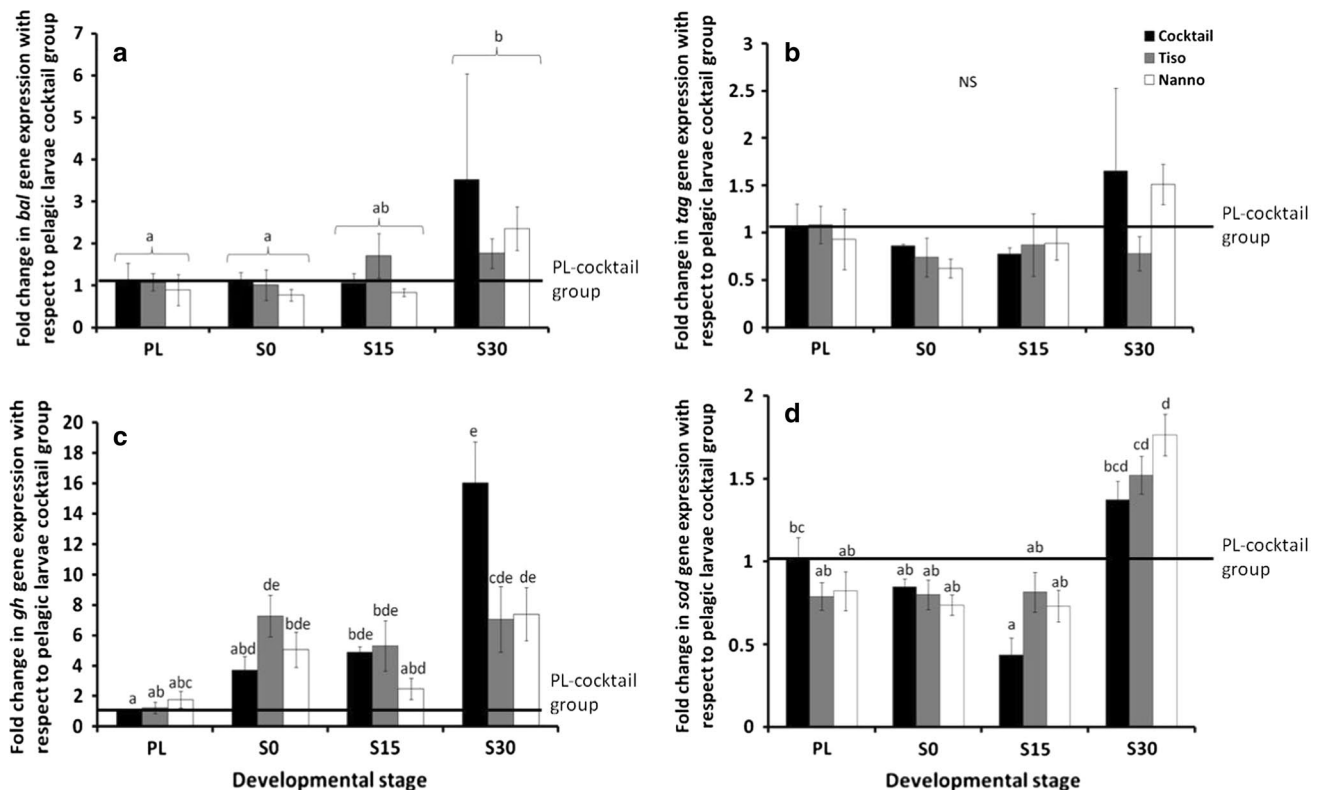 Fold change in bal gene expression with
respect to pelagic larvae cocktail group
a
7
6
5
4
3
2
1
0
a
a
ab
b
PL-cocktail
group
PL S0 S15 S30
Fold change in tag gene expression with
respect to pelagic larvae cocktail group
b
3
2.5
2
1.5
1
0.5
0
NS
Cocktail
Tiso
Nanno
PL-cocktail
group
PL S0 S15 S30
Fold change in gh gene expression with
respect to pelagic larvae cocktail group
c
20
18
16
14
12
10
8
6
4
2
0
a ab abc
abd de bde
bde bde abd
e cde de
PL-cocktail
group
PL S0 S15 S30
Developmental stage
Fold change in sod gene expression with
respect to pelagic larvae cocktail group
d
2
1.5
1
0.5
0
bc ab ab
ab ab ab
a ab ab
bcd cd d
PL-cocktail
group
PL S0 S15 S30
Developmental stage